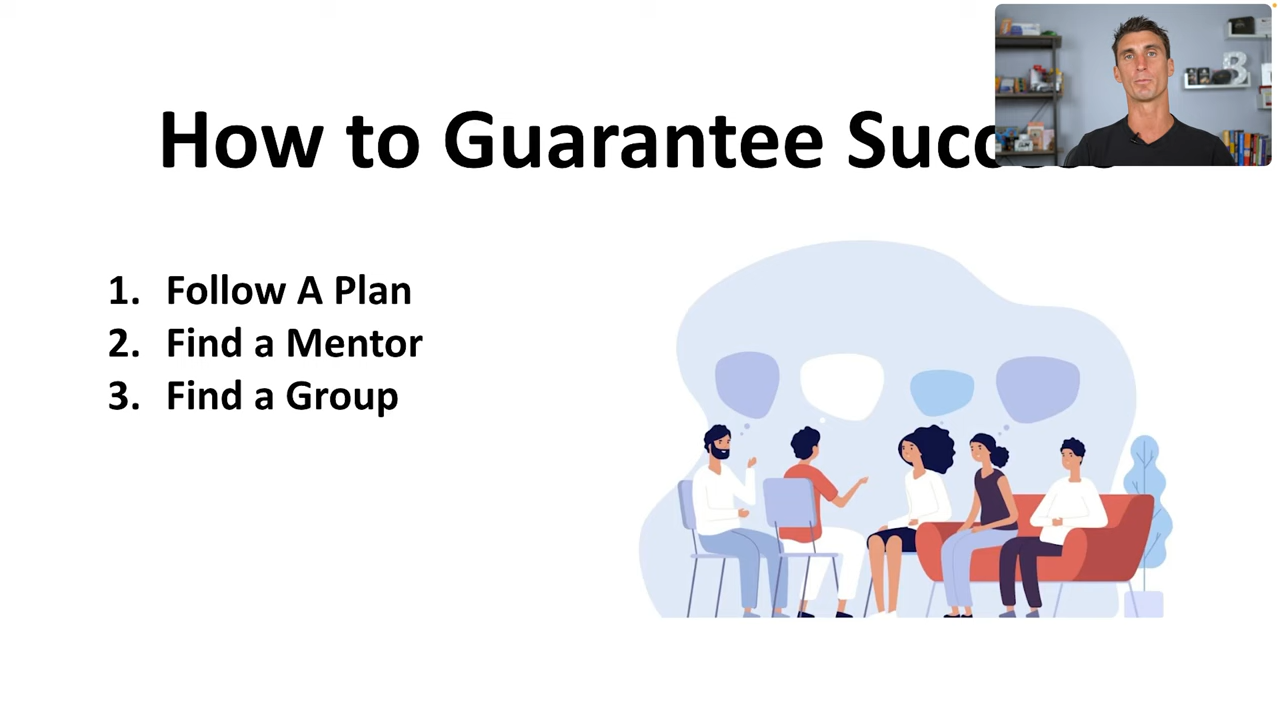 How to Guarantee
1. Follow A Plan
2. Find a Mentor
3. Find a Group